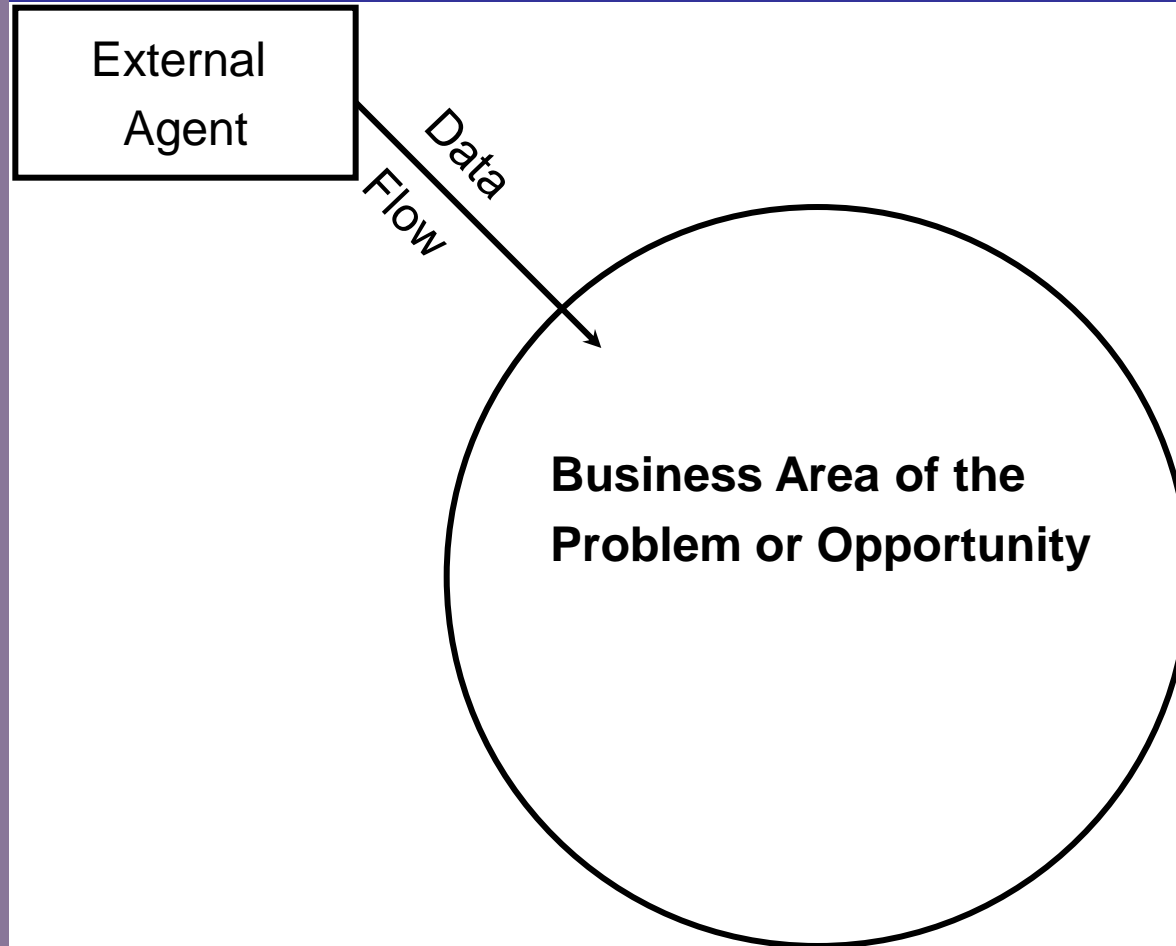 External
Agent
Data
Flow
Business Area of the
Problem or Opportunity